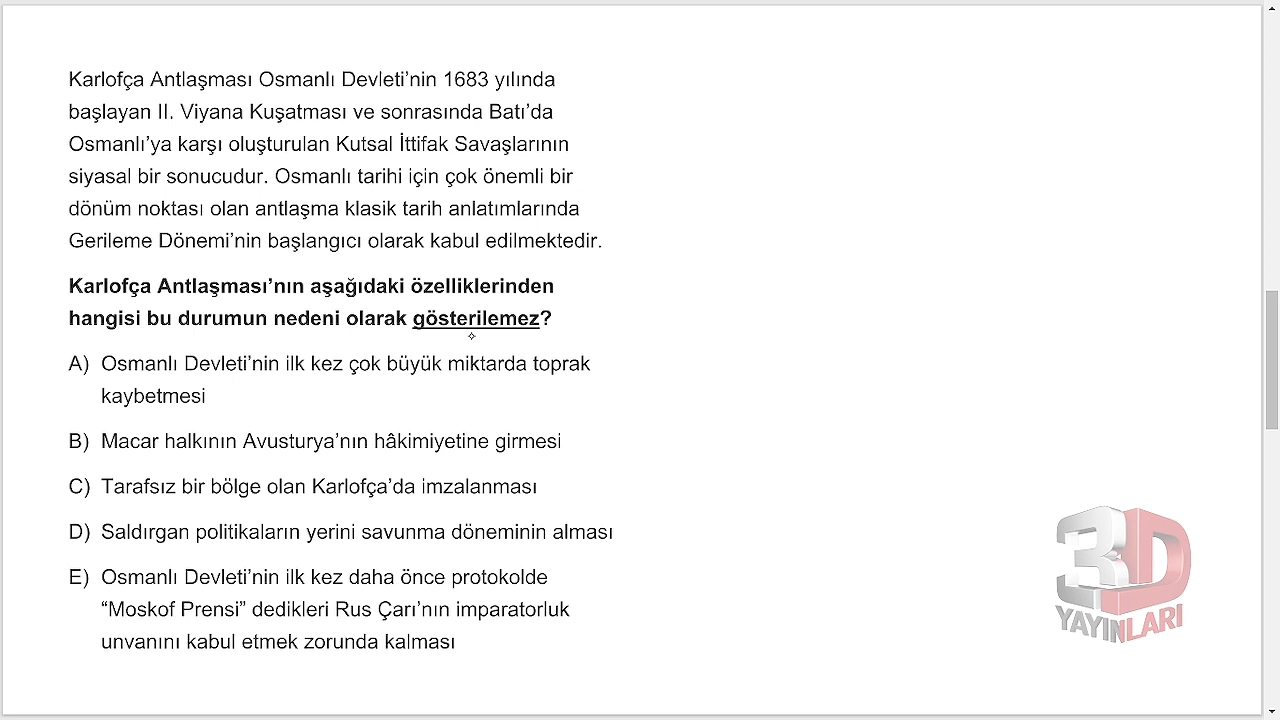 Karlofça Antlaşması Osmanlı Devleti’nin 1683 yılında
başlayan II. Viyana Kuşatması ve sonrasında Batı’da
Osmanlı’ya karşı oluşturulan Kutsal İttifak Savaşlarının
siyasal bir sonucudur. Osmanlı tarihi için çok önemli bir
dönüm noktası olan antlaşma klasik tarih anlatımlarında
Gerileme Dönemi’nin başlangıcı olarak kabul edilmektedir.
Karlofça Antlaşması’nın aşağıdaki özelliklerinden
hangisi bu durumun nedeni olarak gösterilemez?
A) Osmanlı Devleti’nin ilk kez çok büyük miktarda toprak
kaybetmesi
B) Macar halkının Avusturya’nın hâkimiyetine girmesi
C) Tarafsız bir bölge olan Karlofça’da imzalanması
D) Saldırgan politikaların yerini savunma döneminin alması
E) Osmanlı Devleti’nin ilk kez daha önce protokolde
“Moskof Prensi” dedikleri Rus Çarı’nın imparatorluk
unvanını kabul etmek zorunda kalması
3D
YAYINLARI